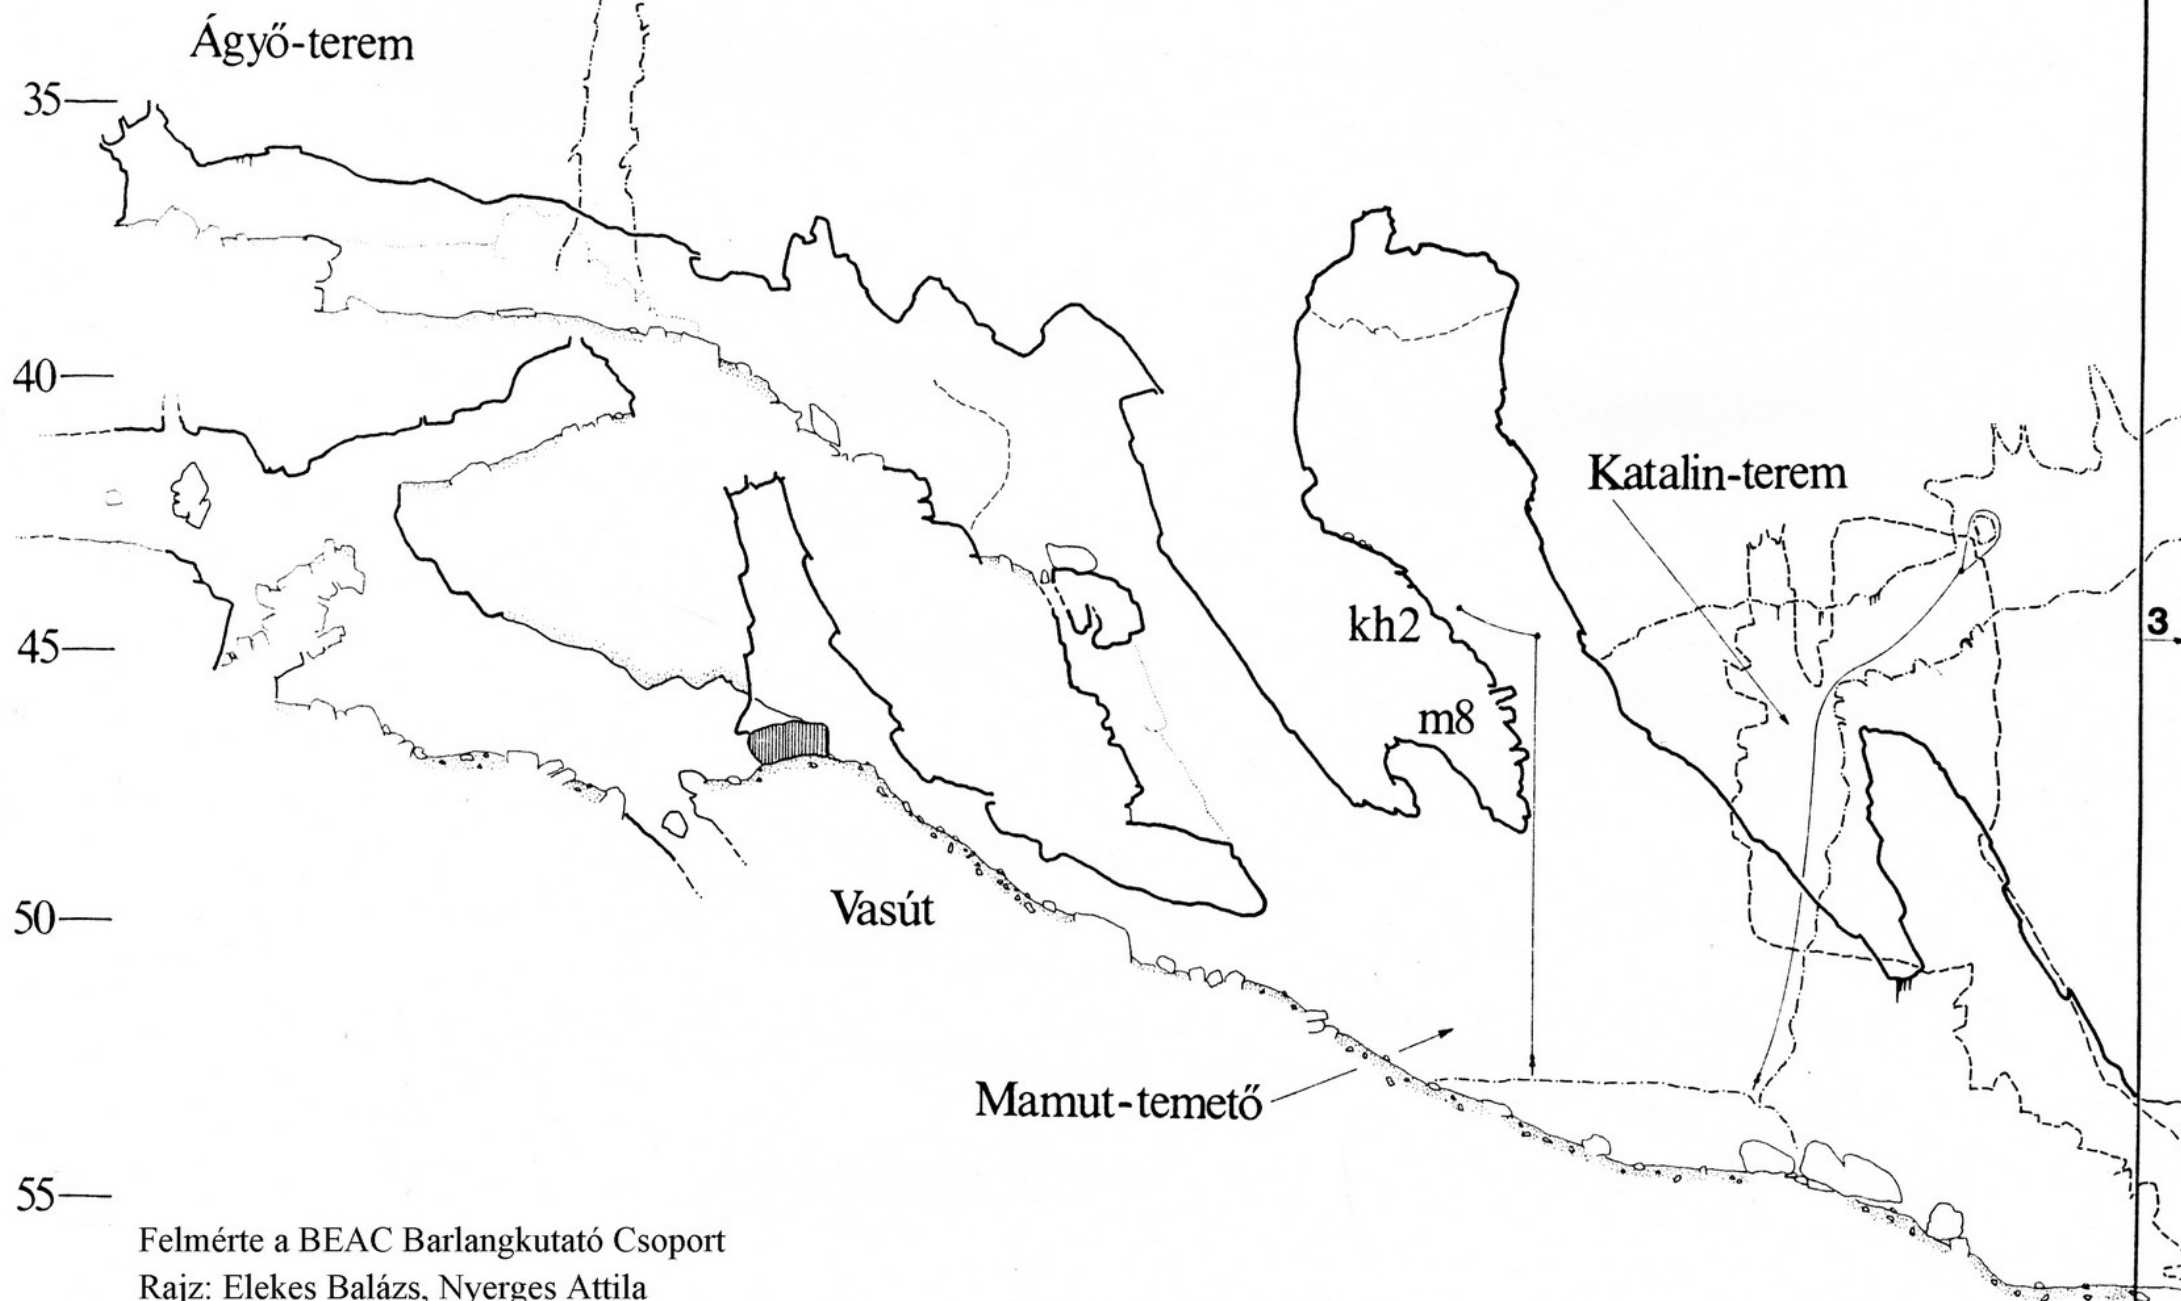 Ágyő-terem
35
40
Katalin-terem
kh2
45
3
m8
Vasút
50
Mamut-temető
55
Felmérte a BEAC Barlangkutató Csoport
Rajz: Elekes Balázs, Nyerges Attila